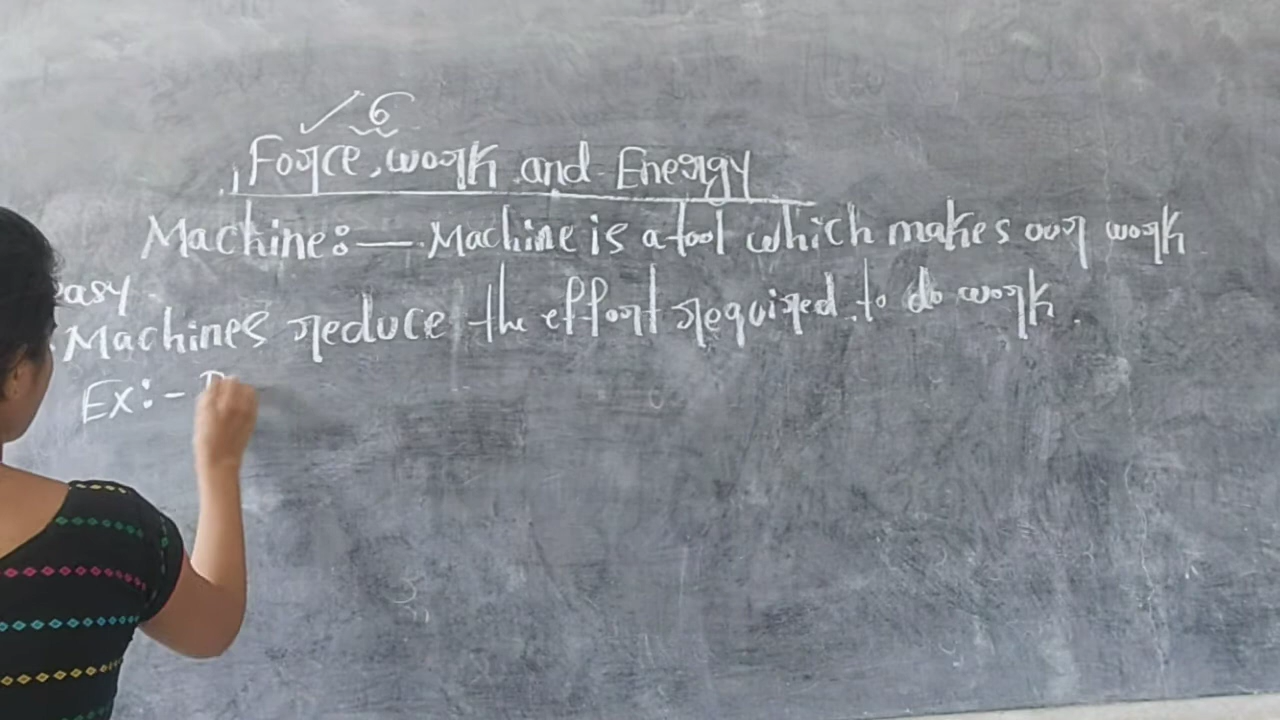 6
Force, work and Energy
Machine:— Machine is a tool which makes our work
easy.
Machines reduce the effort required to do work.
Ex:-